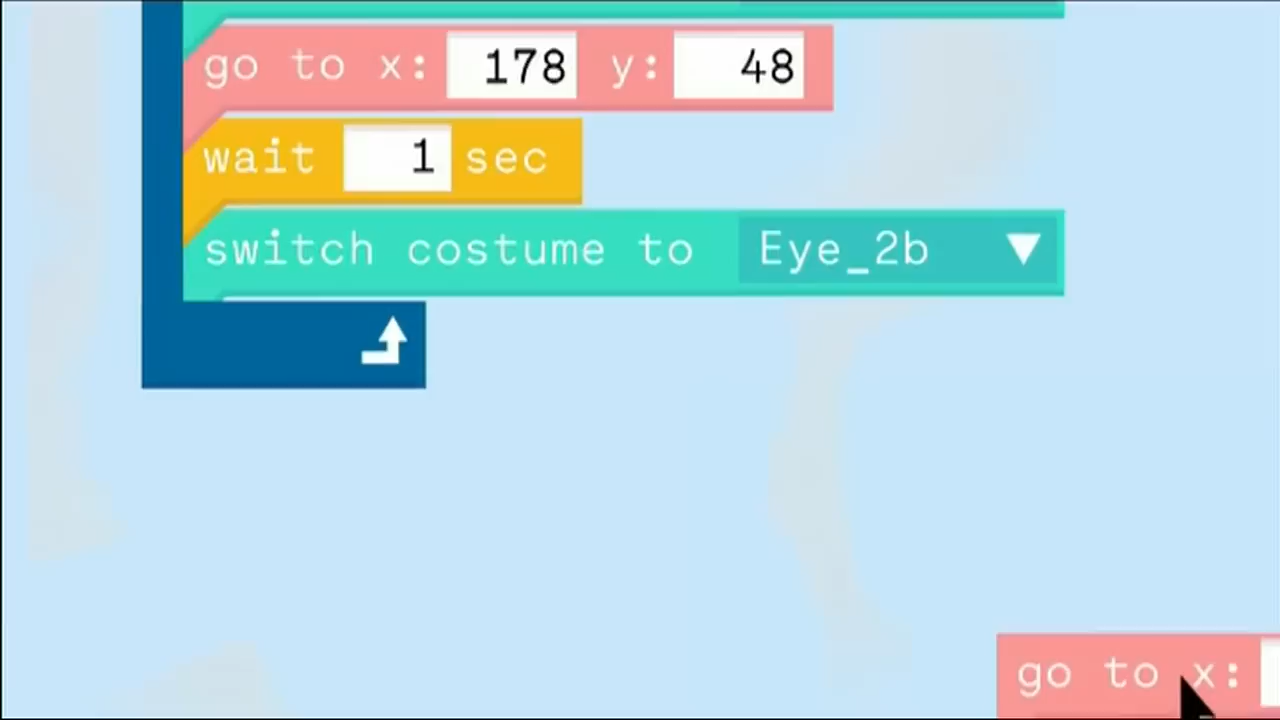 go to x: 178 y: 48
wait 1 sec
switch costume to Eye_2b
go to x: